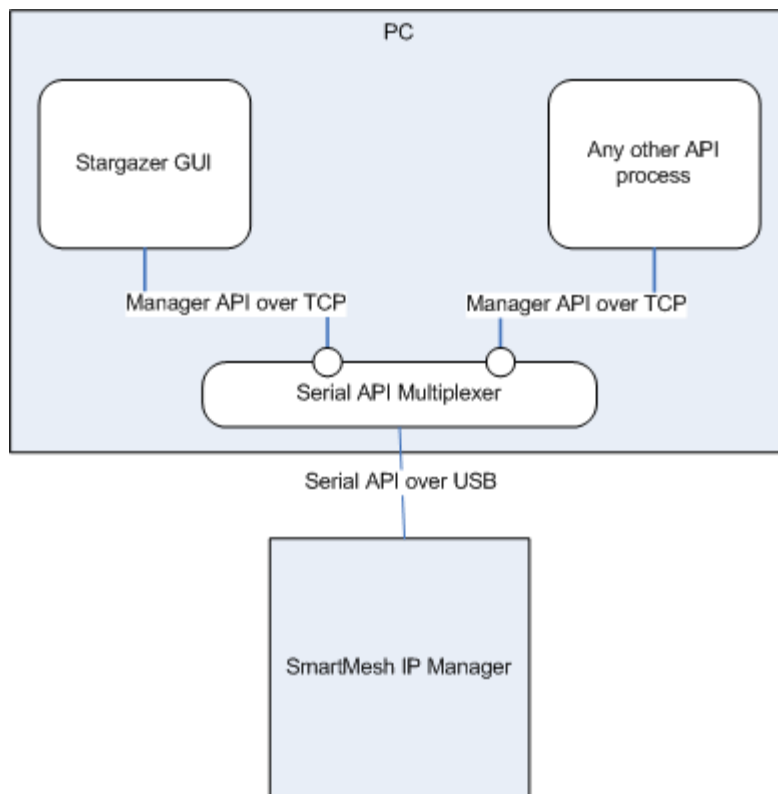 PC
Stargazer GUI
Any other API
process
Manager API over TCP
Manager API over TCP
Serial API Multiplexer
Serial API over USB
SmartMesh IP Manager